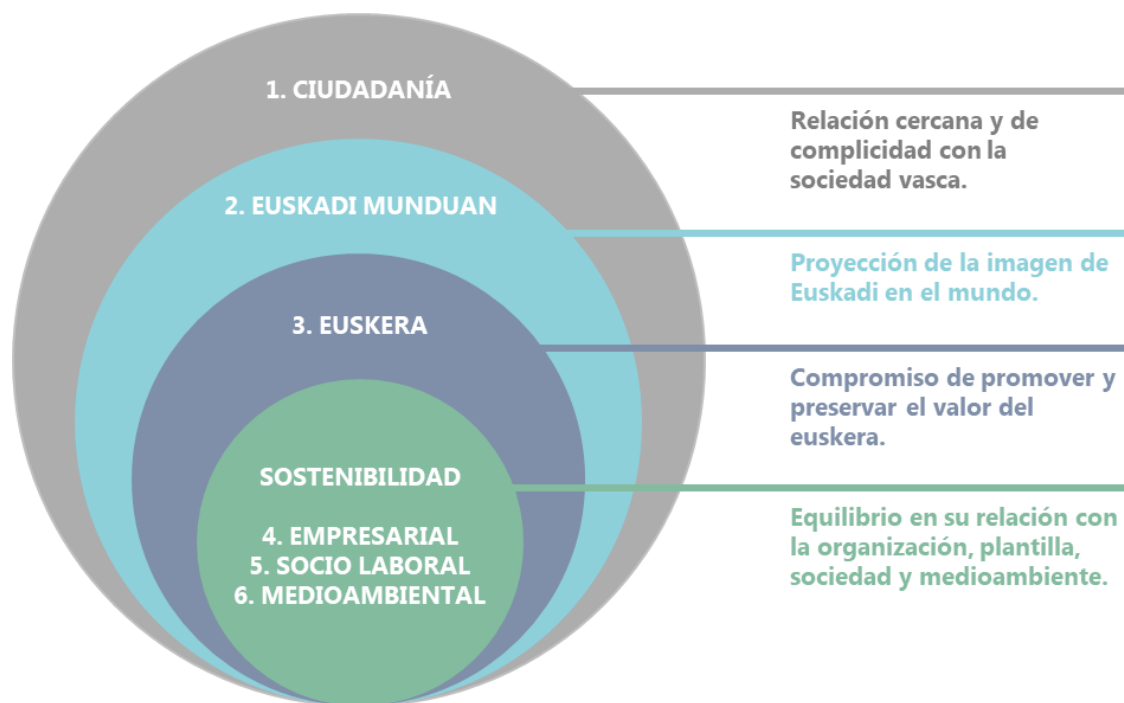 1. CIUDADANÍA
Relación cercana y de
complicidad con la
sociedad vasca.
2. EUSKADI MUNDUAN
Proyección de la imagen de
Euskadi en el mundo.
3. EUSKERA
Compromiso de promover y
preservar el valor del
euskera.
SOSTENIBILIDAD
4. EMPRESARIAL
5. SOCIO LABORAL
6. MEDIOAMBIENTAL
Equilibrio en su relación con
la organización, plantilla,
sociedad y medioambiente.